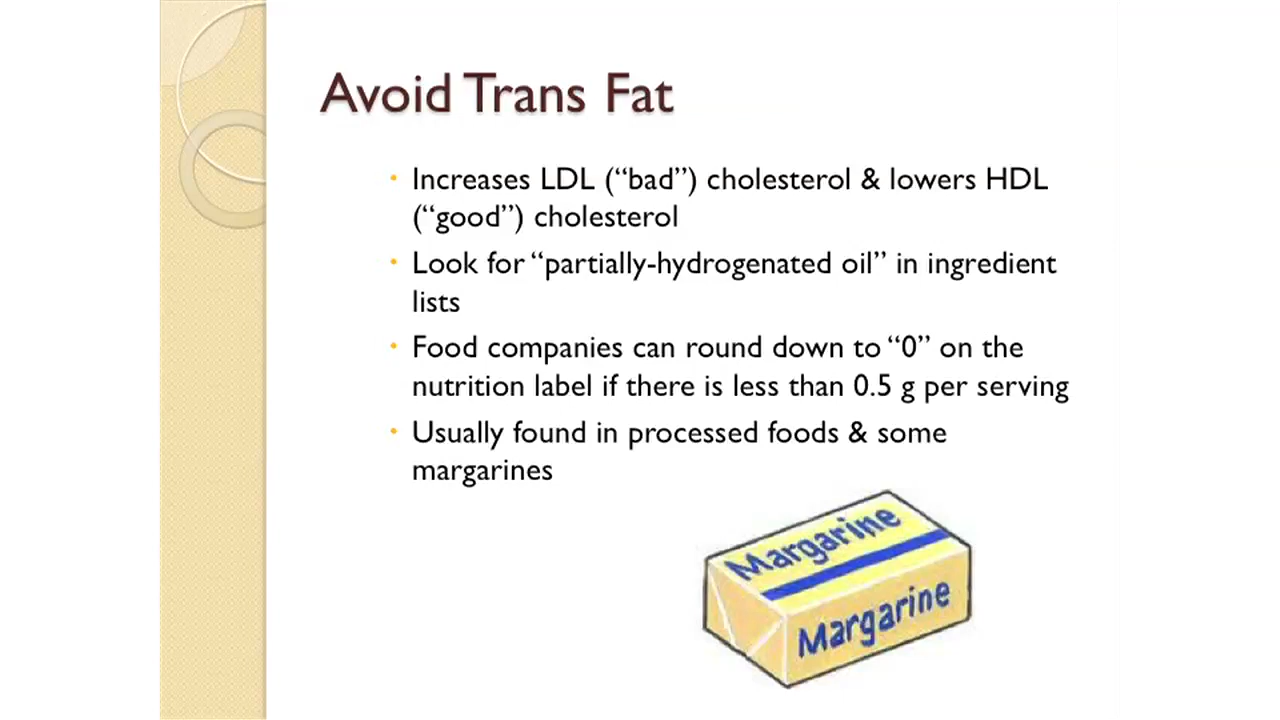 Avoid Trans Fat
• Increases LDL (“bad”) cholesterol & lowers HDL
(“good”) cholesterol
• Look for “partially-hydrogenated oil” in ingredient
lists
• Food companies can round down to “0” on the
nutrition label if there is less than 0.5 g per serving
• Usually found in processed foods & some
margarines
Margarine
Margarine